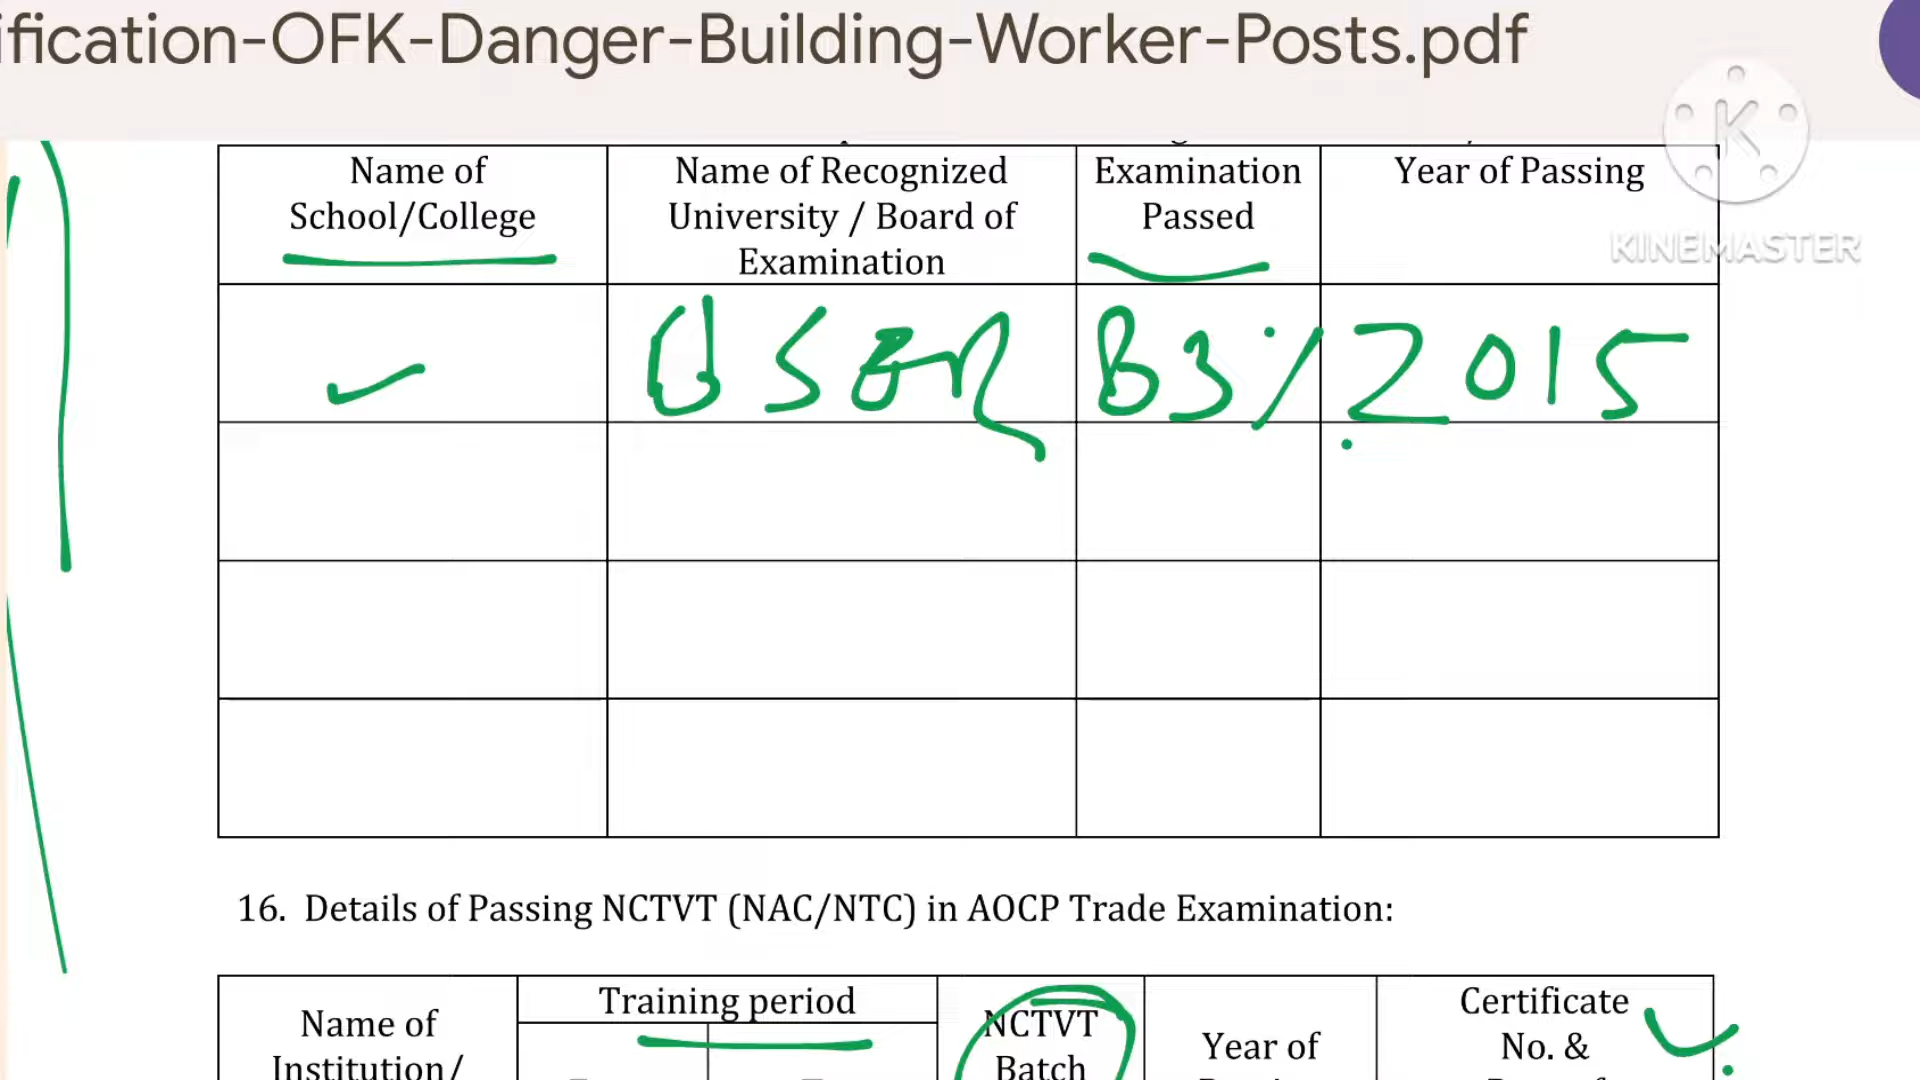 ification-OFK-Danger-Building-Worker-Posts.pdf
KINEMASTER
Name of School/College
Name of Recognized University / Board of Examination
Examination Passed
Year of Passing
83% 2015
16. Details of Passing NCTVT (NAC/NTC) in AOCP Trade Examination:
Name of Institution/
Training period
NCTVT Batch
Year of
Certificate No. &